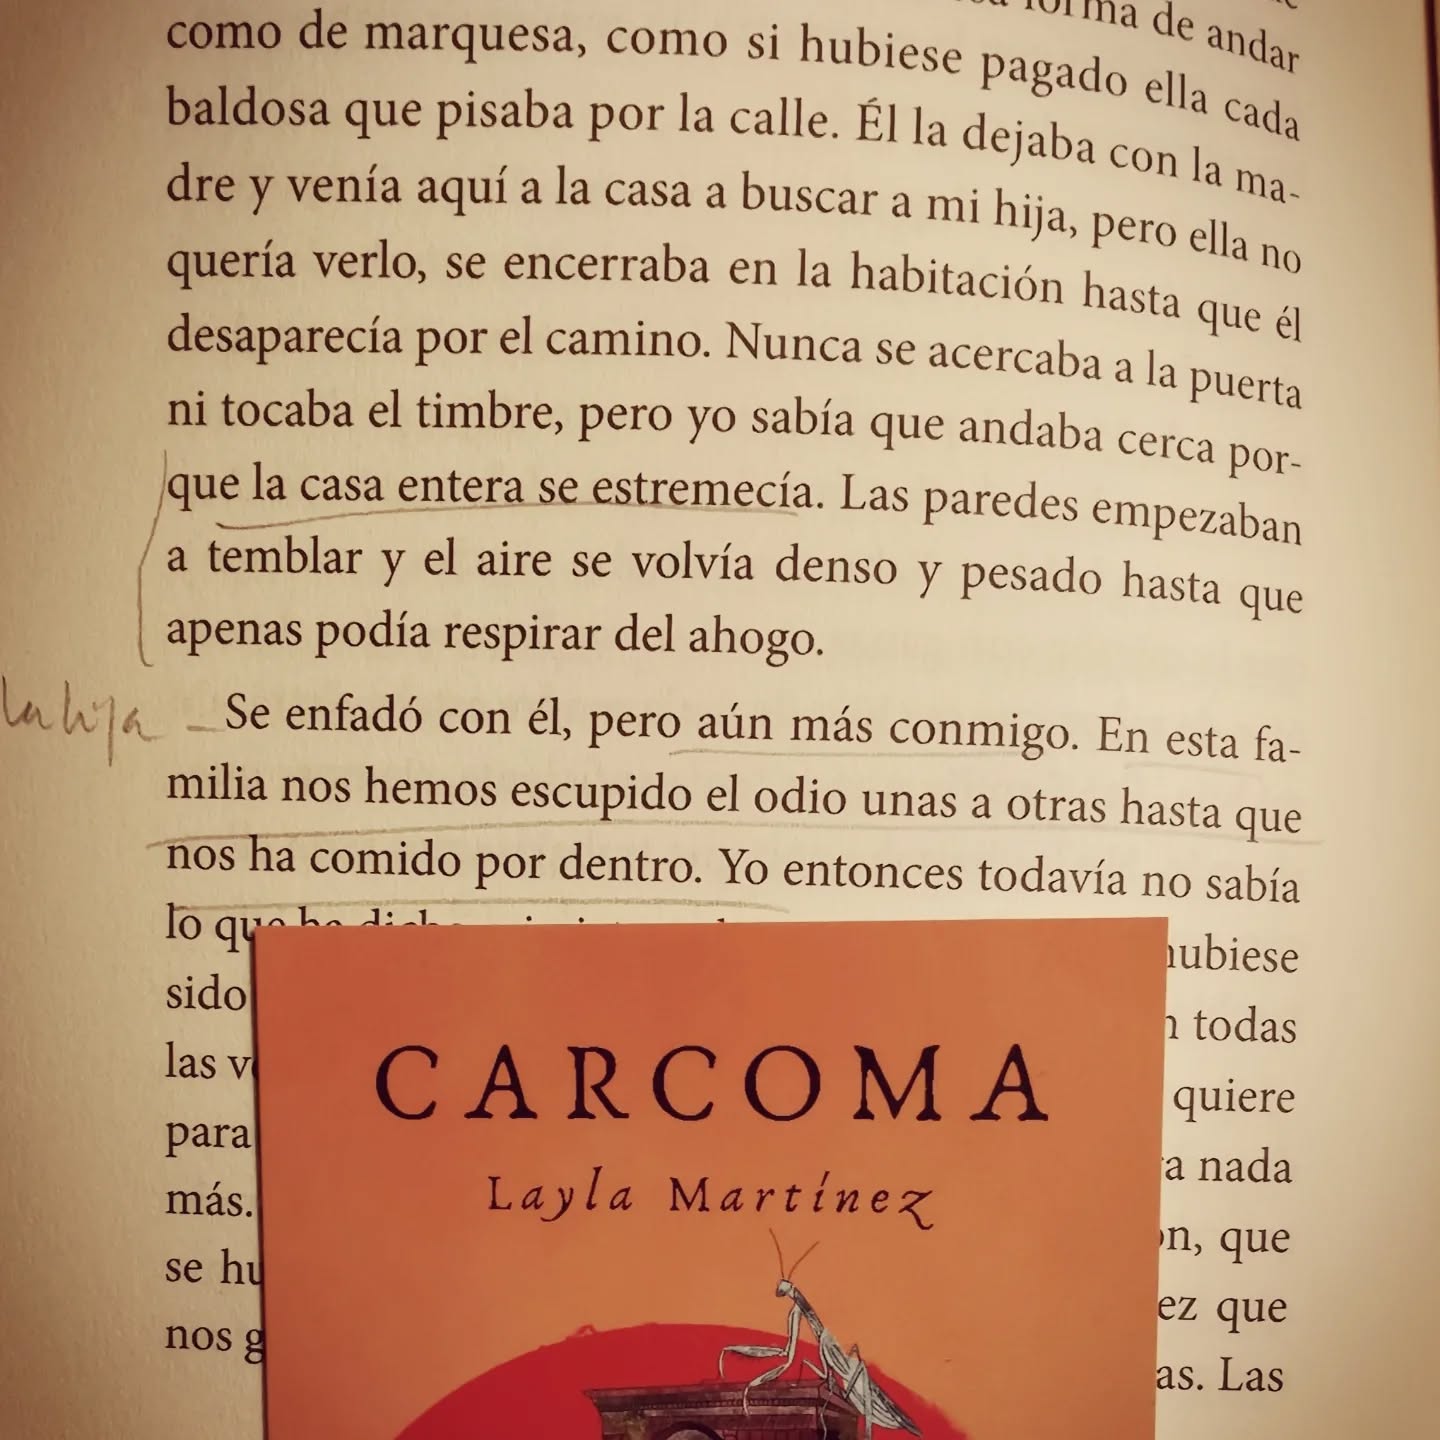 forma de andar
como de marquesa, como si hubiese pagado ella cada
baldosa que pisaba por la calle. Él la dejaba con la ma-
dre y venía aquí a la casa a buscar a mi hija, pero ella no
quería verlo, se encerraba en la habitación hasta que él
desaparecía por el camino. Nunca se acercaba a la puerta
ni tocaba el timbre, pero yo sabía que andaba cerca por-
que la casa entera se estremecía. Las paredes empezaban
a temblar y el aire se volvía denso y pesado hasta que
apenas podía respirar del ahogo.
la hija
Se enfadó con él, pero aún más conmigo. En esta fa-
milia nos hemos escupido el odio unas a otras hasta que
nos ha comido por dentro. Yo entonces todavía no sabía
lo hubiese
sido todas
las quiere
para nada
más. que
se que
nos Las
CARCOMA
Layla Martínez